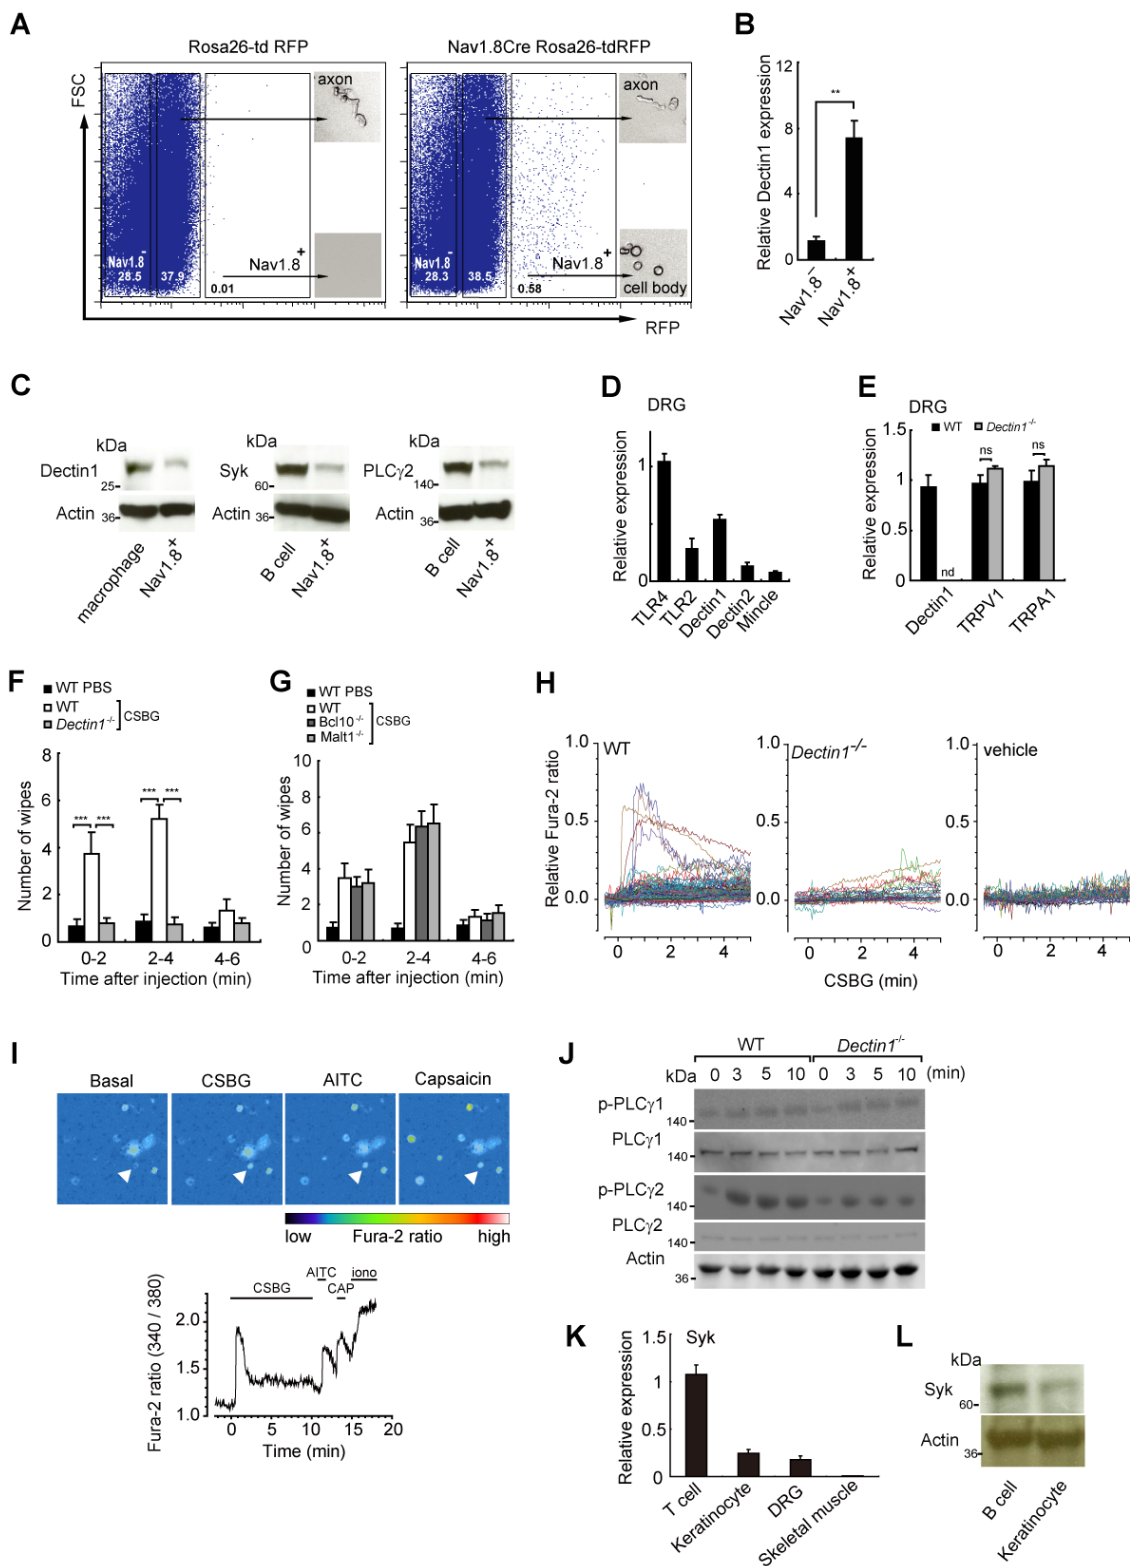 A
Rosa26-td RFP
Nav1.8Cre Rosa26-tdRFP
FSC
axon
axon
Nav1.8⁻
28.5
37.9
0.01
Nav1.8⁺
Nav1.8⁻
28.3
38.5
0.58
Nav1.8⁺
cell body
RFP
B
Relative Dectin1 expression
12
8
4
0
**
Nav1.8⁻
Nav1.8⁺
C
kDa
Dectin1
25
Actin
36
macrophage
Nav1.8⁺
kDa
Syk
60
Actin
36
B cell
Nav1.8⁺
kDa
PLCγ2
140
Actin
36
B cell
Nav1.8⁺
D
DRG
Relative expression
1
0
TLR4
TLR2
Dectin1
Dectin2
Mincle
E
DRG
WT
Dectin1⁻/⁻
Relative expression
1.5
1
0.5
0
nd
ns
ns
Dectin1
TRPV1
TRPA1
F
WT PBS
WT
Dectin1⁻/⁻
CSBG
Number of wipes
8
6
4
2
0
*** ***
*** ***
0-2
2-4
4-6
Time after injection (min)
G
WT PBS
WT
Bcl10⁻/⁻
Malt1⁻/⁻
CSBG
Number of wipes
10
8
6
4
2
0
0-2
2-4
4-6
Time after injection (min)
H
Relative Fura-2 ratio
1.0
0.5
0.0
WT
0 2 4
1.0
0.5
0.0
Dectin1⁻/⁻
0 2 4
1.0
0.5
0.0
vehicle
0 2 4
CSBG (min)
I
Basal
CSBG
AITC
Capsaicin
low Fura-2 ratio high
AITC
iono
CSBG
CAP
Fura-2 ratio (340 / 380)
2.0
1.5
1.0
0 5 10 15 20
Time (min)
J
WT
Dectin1⁻/⁻
kDa 0 3 5 10 0 3 5 10 (min)
p-PLCγ1
140
PLCγ1
140
p-PLCγ2
140
PLCγ2
140
Actin
36
K
Syk
Relative expression
1.5
1
0.5
0
T cell
Keratinocyte
DRG
Skeletal muscle
L
kDa
Syk
60
Actin
36
B cell
Keratinocyte